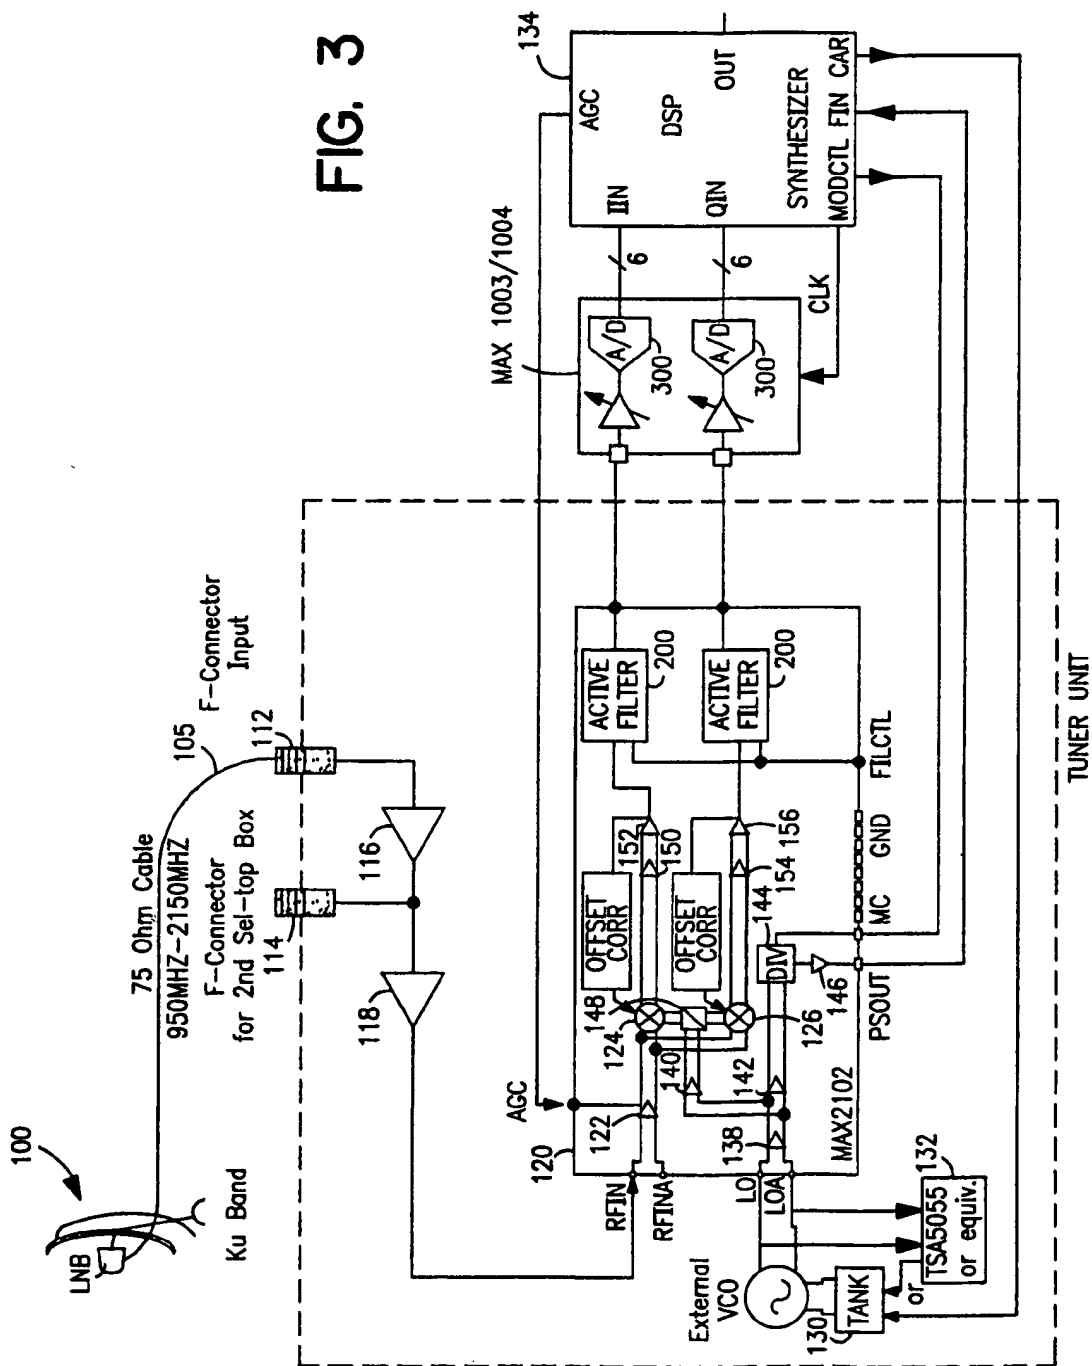 FIG. 3
100
LNB
Ku Band
75 Ohm Cable
950MHZ-2150MHZ
105
F-Connector
Input
112
F-Connector
for 2nd Sel-top Box
114
116
118
AGC
120
RFIN
RFINA
122
124
148
OFFSET
CORR
152
150
ACTIVE
FILTER
200
140
126
OFFSET
CORR
154
156
ACTIVE
FILTER
200
LO
LOA
138
142
DIV
144
146
MAX2102
PSOUT
MC
GND
FILCTL
External
VCO
130
TANK
or
TSA5055
or equiv.
132
TUNER UNIT
MAX 1003/1004
A/D
300
A/D
300
6
6
CLK
134
AGC
IIN
QIN
DSP
OUT
SYNTHESIZER
MODCTL
FIN
CAR